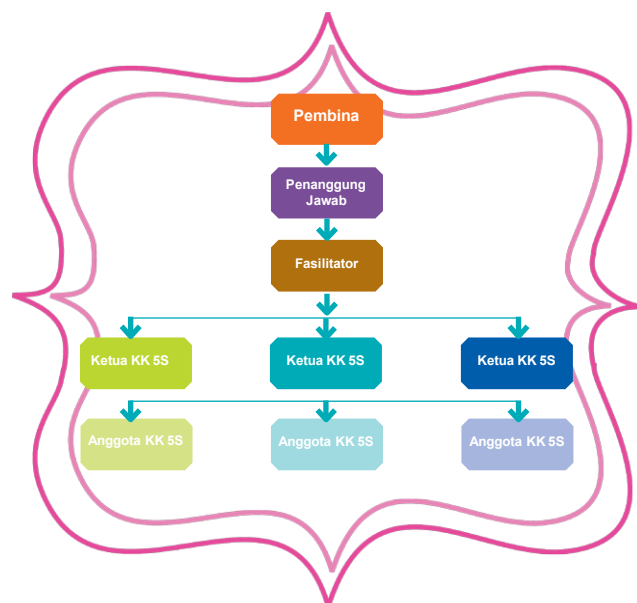 Pembina
Penanggung
Jawab
Fasilitator
Ketua KK 5S
Ketua KK 5S
Ketua KK 5S
Anggota KK 5S
Anggota KK 5S
Anggota KK 5S